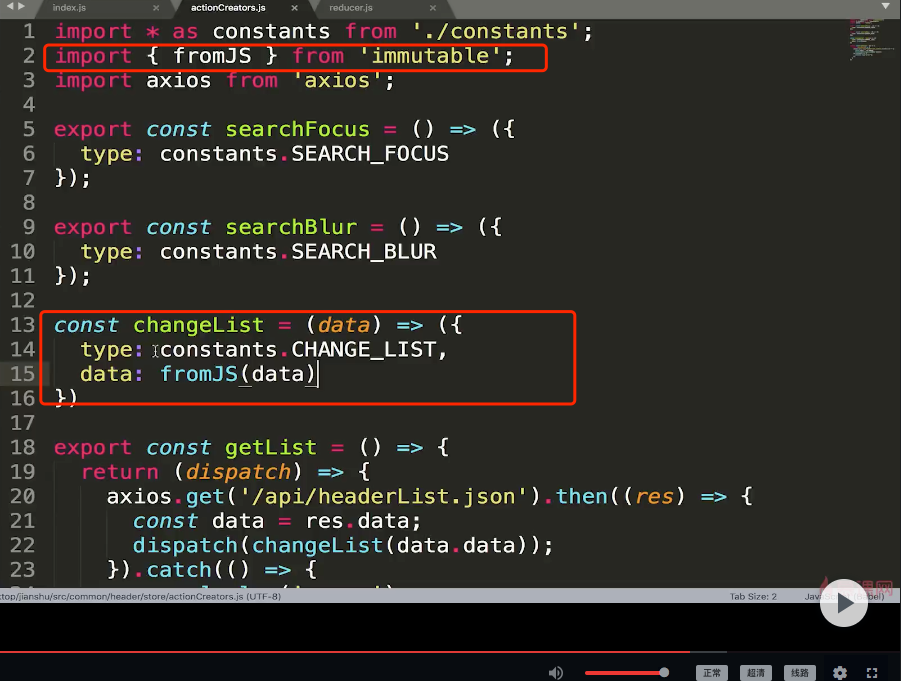 index.js × actionCreators.js × reducer.js ×
1 import * as constants from './constants';
2 import { fromJS } from 'immutable';
3 import axios from 'axios';
4
5 export const searchFocus = () => ({
6 type: constants.SEARCH_FOCUS
7 });
8
9 export const searchBlur = () => ({
10 type: constants.SEARCH_BLUR
11 });
12
13 const changeList = (data) => ({
14 type: constants.CHANGE_LIST,
15 data: fromJS(data)
16 })
17
18 export const getList = () => {
19 return (dispatch) => {
20 axios.get('/api/headerList.json').then((res) => {
21 const data = res.data;
22 dispatch(changeList(data.data));
23 }).catch(() => {
ktop/jianshu/src/common/header/store/actionCreators.js (UTF-8) Tab Size: 2
正常 超清 线路